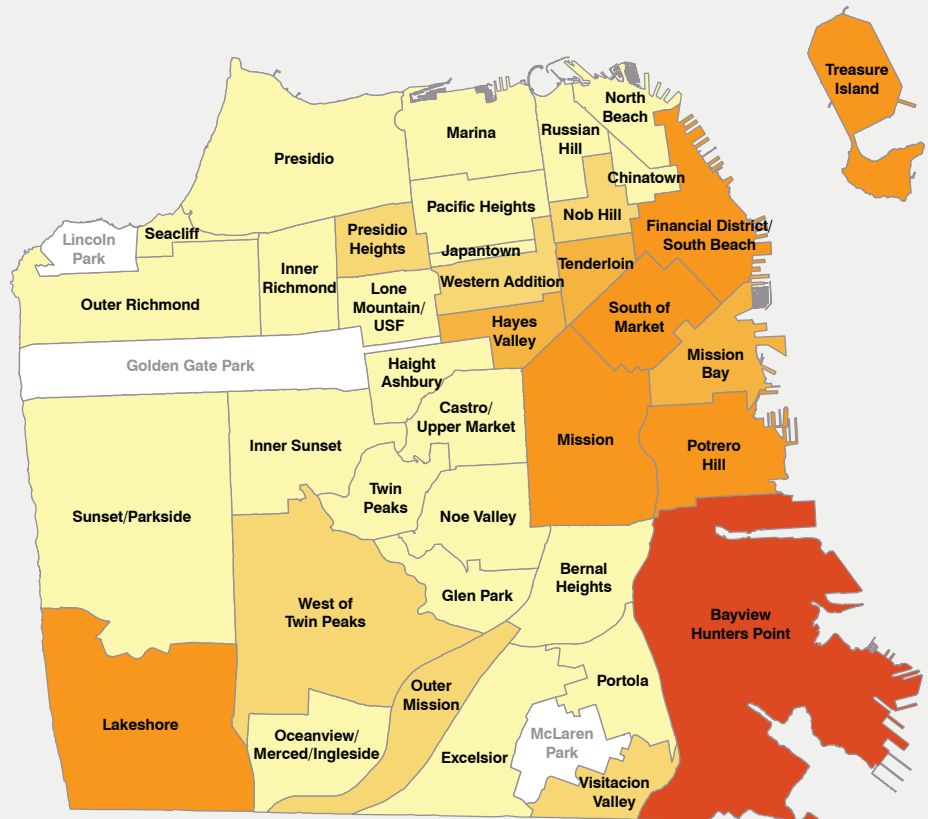 Treasure
Island
North
Beach
Marina
Russian
Hill
Presidio
Chinatown
Pacific Heights
Nob Hill
Seacliff
Presidio
Heights
Financial District/
South Beach
Lincoln
Park
Japantown
Tenderloin
Inner
Richmond
Western Addition
Outer Richmond
Lone
Mountain/
USF
South of
Market
Hayes
Valley
Mission
Bay
Golden Gate Park
Haight
Ashbury
Castro/
Upper Market
Inner Sunset
Mission
Potrero
Hill
Twin
Peaks
Sunset/Parkside
Noe Valley
Bernal
Heights
Glen Park
West of
Twin Peaks
Bayview
Hunters Point
Outer
Mission
Portola
Lakeshore
Oceanview/
Merced/Ingleside
McLaren
Park
Excelsior
Visitacion
Valley